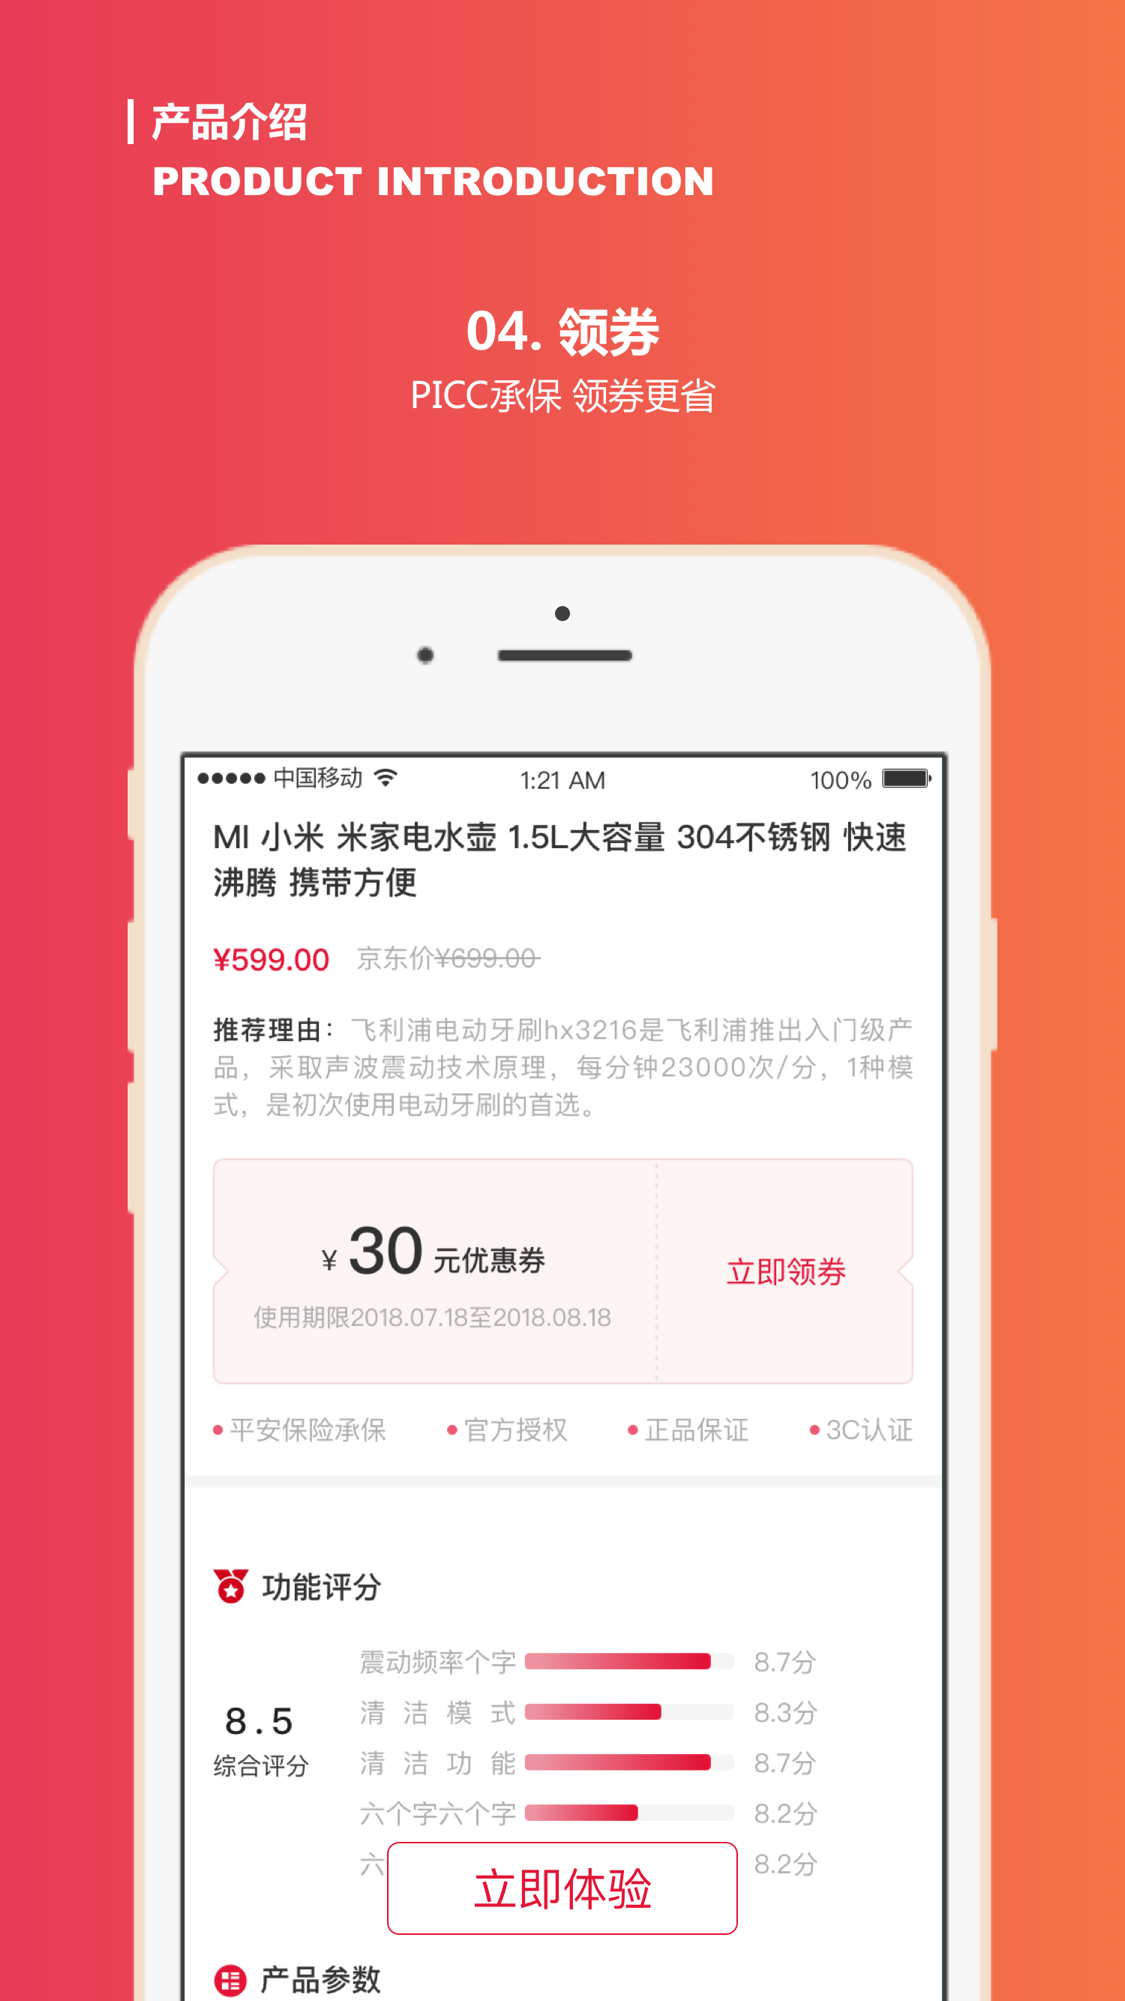 产品介绍
PRODUCT INTRODUCTION
04. 领券
PICC承保 领券更省
中国移动 1:21 AM 100%
MI 小米 米家电水壶 1.5L大容量 304不锈钢 快速
沸腾 携带方便
¥599.00 京东价¥699.00
推荐理由：飞利浦电动牙刷hx3216是飞利浦推出入门级产
品，采取声波震动技术原理，每分钟23000次/分，1种模
式，是初次使用电动牙刷的首选。
¥ 30 元优惠券
使用期限2018.07.18至2018.08.18
立即领券
平安保险承保 官方授权 正品保证 3C认证
功能评分
8.5
综合评分
震动频率个字 8.7分
清洁模式 8.3分
清洁功能 8.7分
六个字六个字 8.2分
六 8.2分
立即体验
产品参数